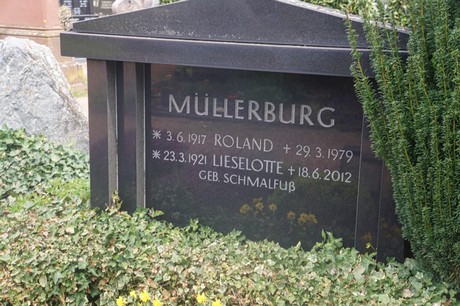 MÜLLERBURG
* 3.6.1917 ROLAND + 29.3.1979
* 23.3.1921 LIESELOTTE + 18.6.2012
GEB. SCHMALFUß